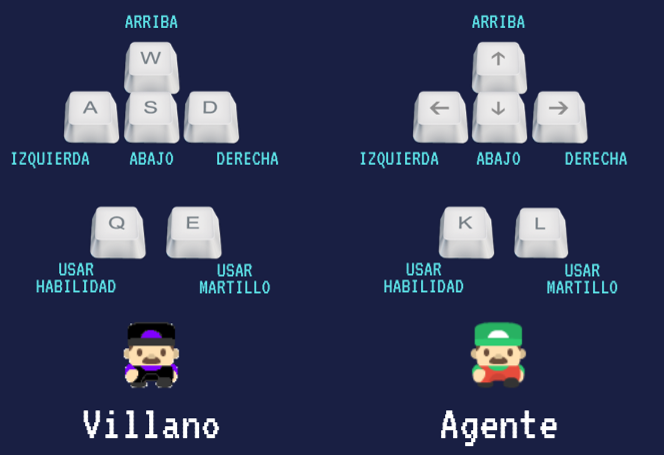 ARRIBA
W
A S D
IZQUIERDA ABAJO DERECHA
Q E
USAR HABILIDAD
USAR MARTILLO
Villano
ARRIBA
↑
← ↓ →
IZQUIERDA ABAJO DERECHA
K L
USAR HABILIDAD
USAR MARTILLO
Agente